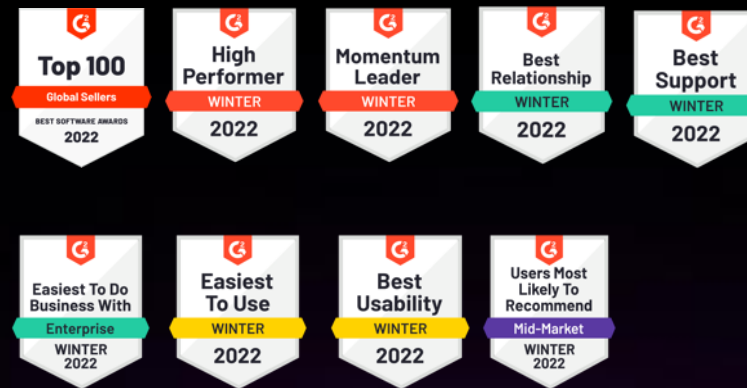 G2
Top 100
Global Sellers
BEST SOFTWARE AWARDS
2022
G2
High
Performer
WINTER
2022
G2
Momentum
Leader
WINTER
2022
G2
Best
Relationship
WINTER
2022
G2
Best
Support
WINTER
2022
G2
Easiest To Do
Business With
Enterprise
WINTER
2022
G2
Easiest
To Use
WINTER
2022
G2
Best
Usability
WINTER
2022
G2
Users Most
Likely To
Recommend
Mid-Market
WINTER
2022